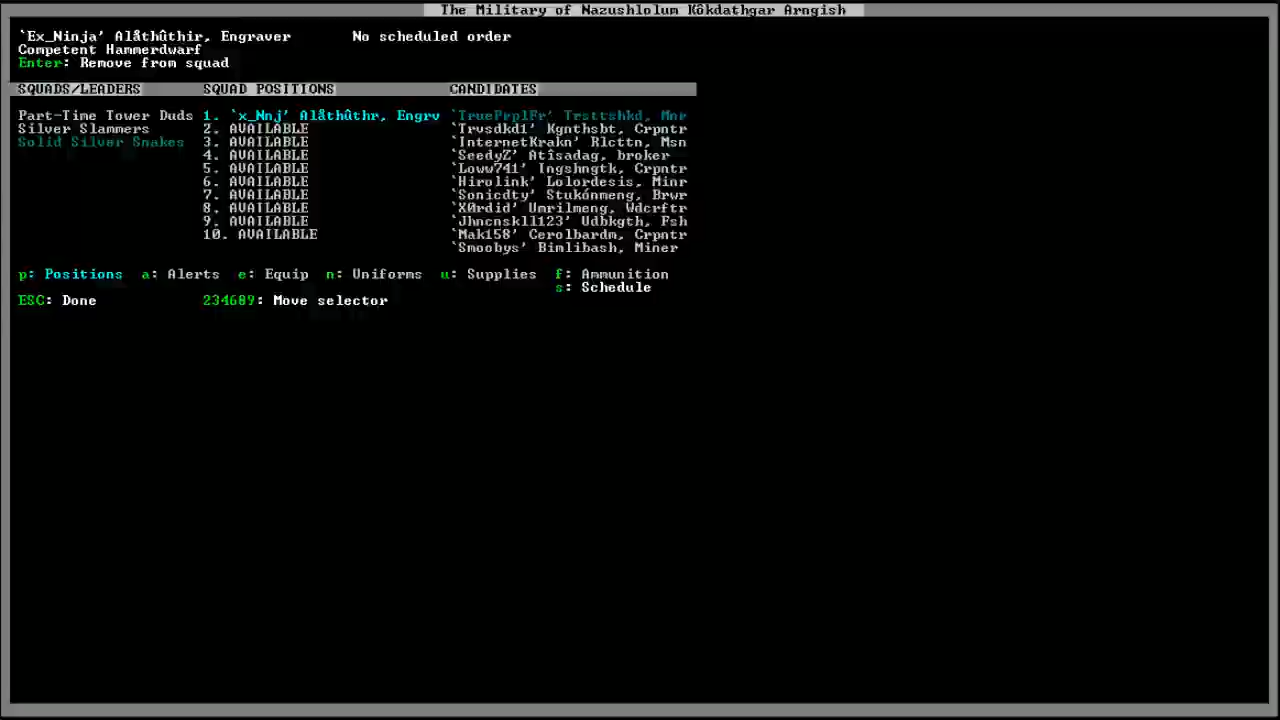 The Military of Nazushlolum Kôkdathgar Arngish
`Ex_Ninja' Alåthûthir, Engraver No scheduled order
Competent Hammerdwarf
Enter: Remove from squad
SQUADS/LEADERS SQUAD POSITIONS CANDIDATES
Part-Time Tower Duds 1. `x_Nnj' Alåthûthr, Engrv `TruePrplFr' Trsttshkd, Mnr
Silver Slammers 2. AVAILABLE `Trvsdkd1' Kgnthsbt, Crpntr
Solid Silver Snakes 3. AVAILABLE `InternetKrakn' Rlcttn, Msn
4. AVAILABLE `SeedyZ' Atîsadag, broker
5. AVAILABLE `Loww741' Ingshngtk, Crpntr
6. AVAILABLE `Hirolink' Lolordesis, Minr
7. AVAILABLE `Sonicdty' Stukónmeng, Brwr
8. AVAILABLE `X0rdid' Umrilmeng, Wdcrftr
9. AVAILABLE `Jhncnskll123' Udbkgth, Fsh
10. AVAILABLE `Mak158' Cerolbardm, Crpntr
`Smoobys' Bimlibash, Miner
p: Positions a: Alerts e: Equip n: Uniforms u: Supplies f: Ammunition
s: Schedule
ESC: Done 234689: Move selector